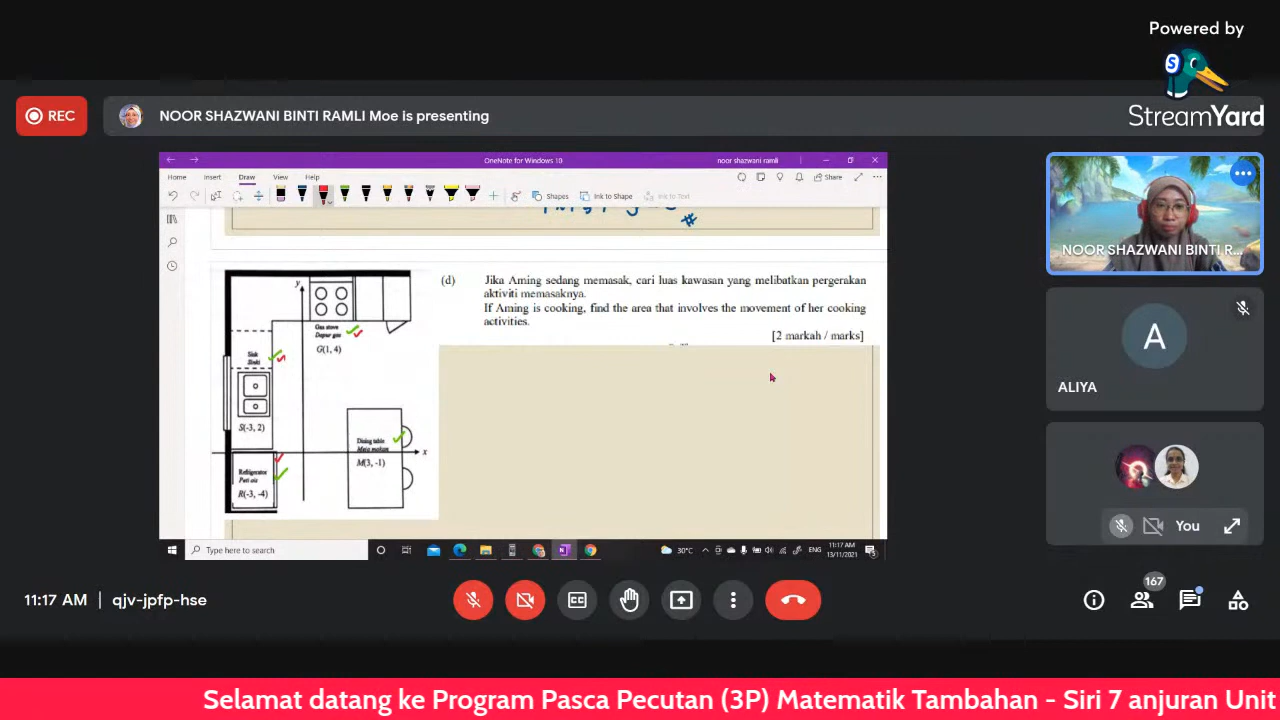 Powered by
StreamYard
REC
NOOR SHAZWANI BINTI RAMLI Moe is presenting
OneNote for Windows 10
noor shazwani ramli
Home Insert Draw View Help
Share
Shapes
Ink to Shape
Ink to Text
y
Gas stove
Dapur gas
G(1, 4)
Sink
Sinki
S(-3, 2)
Dining table
Meja makan
M(3, -1)
x
Refrigerator
Peti ais
R(-3, -4)
(d) Jika Aming sedang memasak, cari luas kawasan yang melibatkan pergerakan
aktiviti memasaknya.
If Aming is cooking, find the area that involves the movement of her cooking
activities.
[2 markah / marks]
Type here to search
30°C
ENG
11:17 AM
13/11/2021
NOOR SHAZWANI BINTI R...
A
ALIYA
You
11:17 AM | qjv-jpfp-hse
CC
167
Selamat datang ke Program Pasca Pecutan (3P) Matematik Tambahan - Siri 7 anjuran Unit